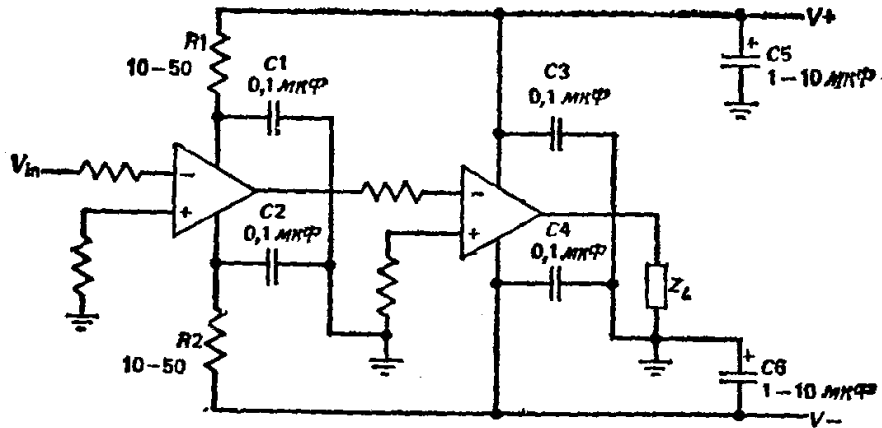 R1
10-50
C1
0,1 мкФ
C3
0,1 мкФ
V+
+
C5
1-10 мкФ
Vin
-
+
-
+
C2
0,1 мкФ
C4
0,1 мкФ
ZL
R2
10-50
+
C6
1-10 мкФ
V-